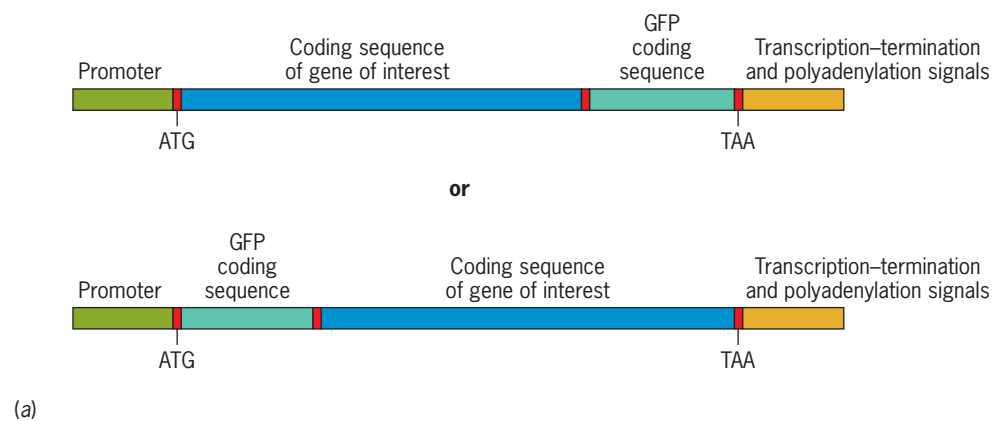 Promoter
Coding sequence
of gene of interest
GFP
coding
sequence
Transcription–termination
and polyadenylation signals
ATG
TAA
or
Promoter
GFP
coding
sequence
Coding sequence
of gene of interest
Transcription–termination
and polyadenylation signals
ATG
TAA
(a)